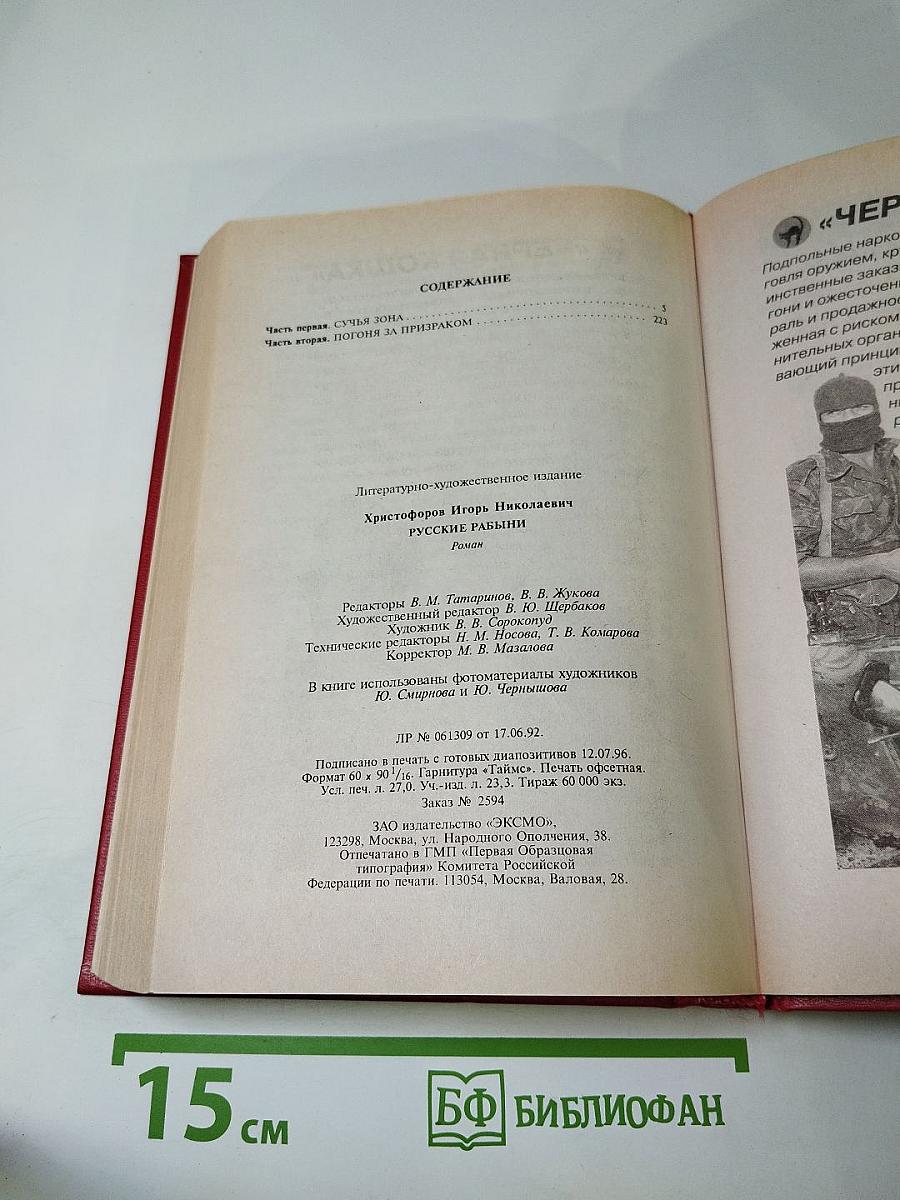 СОДЕРЖАНИЕ
Часть первая. СУЧЬЯ ЗОНА . . . . . . . . . . . . . . . . . . . . . . . . . . . . . . . 5
Часть вторая. ПОГОНЯ ЗА ПРИЗРАКОМ . . . . . . . . . . . . . . . . . . . . . 223
Литературно-художественное издание
Христофоров Игорь Николаевич
РУССКИЕ РАБЫНИ
Роман
Редакторы В. М. Татаринов, В. В. Жукова
Художественный редактор В. Ю. Щербаков
Художник В. В. Сорокопуд
Технические редакторы Н. М. Носова, Т. В. Комарова
Корректор М. В. Мазалова
В книге использованы фотоматериалы художников
Ю. Смирнова и Ю. Чернышова
ЛР № 061309 от 17.06.92.
Подписано в печать с готовых диапозитивов 12.07.96.
Формат 60 x 90 1/16. Гарнитура «Таймс». Печать офсетная.
Усл. печ. л. 27,0. Уч.-изд. л. 23,3. Тираж 60 000 экз.
Заказ № 2594
ЗАО издательство «ЭКСМО»,
123298, Москва, ул. Народного Ополчения, 38.
Отпечатано в ГМП «Первая Образцовая
типография» Комитета Российской
Федерации по печати. 113054, Москва, Валовая, 28.
«ЧЕР
Подпольные нарко
говля оружием, кр
инственные заказ
гони и ожесточен
раль и продажнос
женная с риском
нительных орган
вающий принци
эти
пр
ны
р
15 см
БФ БИБЛИОФАН